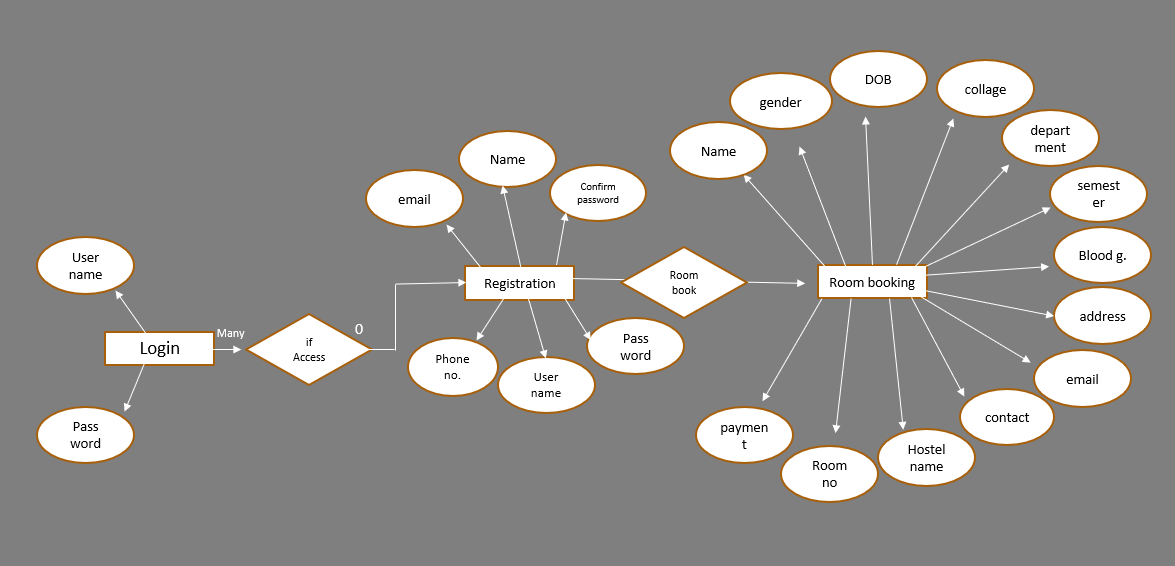 User
name
Login
Pass
word
Many
if
Access
0
email
Name
Confirm
password
Registration
Phone
no.
User
name
Pass
word
Room
book
Name
gender
DOB
collage
depart
ment
semest
er
Blood g.
address
email
contact
Hostel
name
Room
no
paymen
t
Room booking